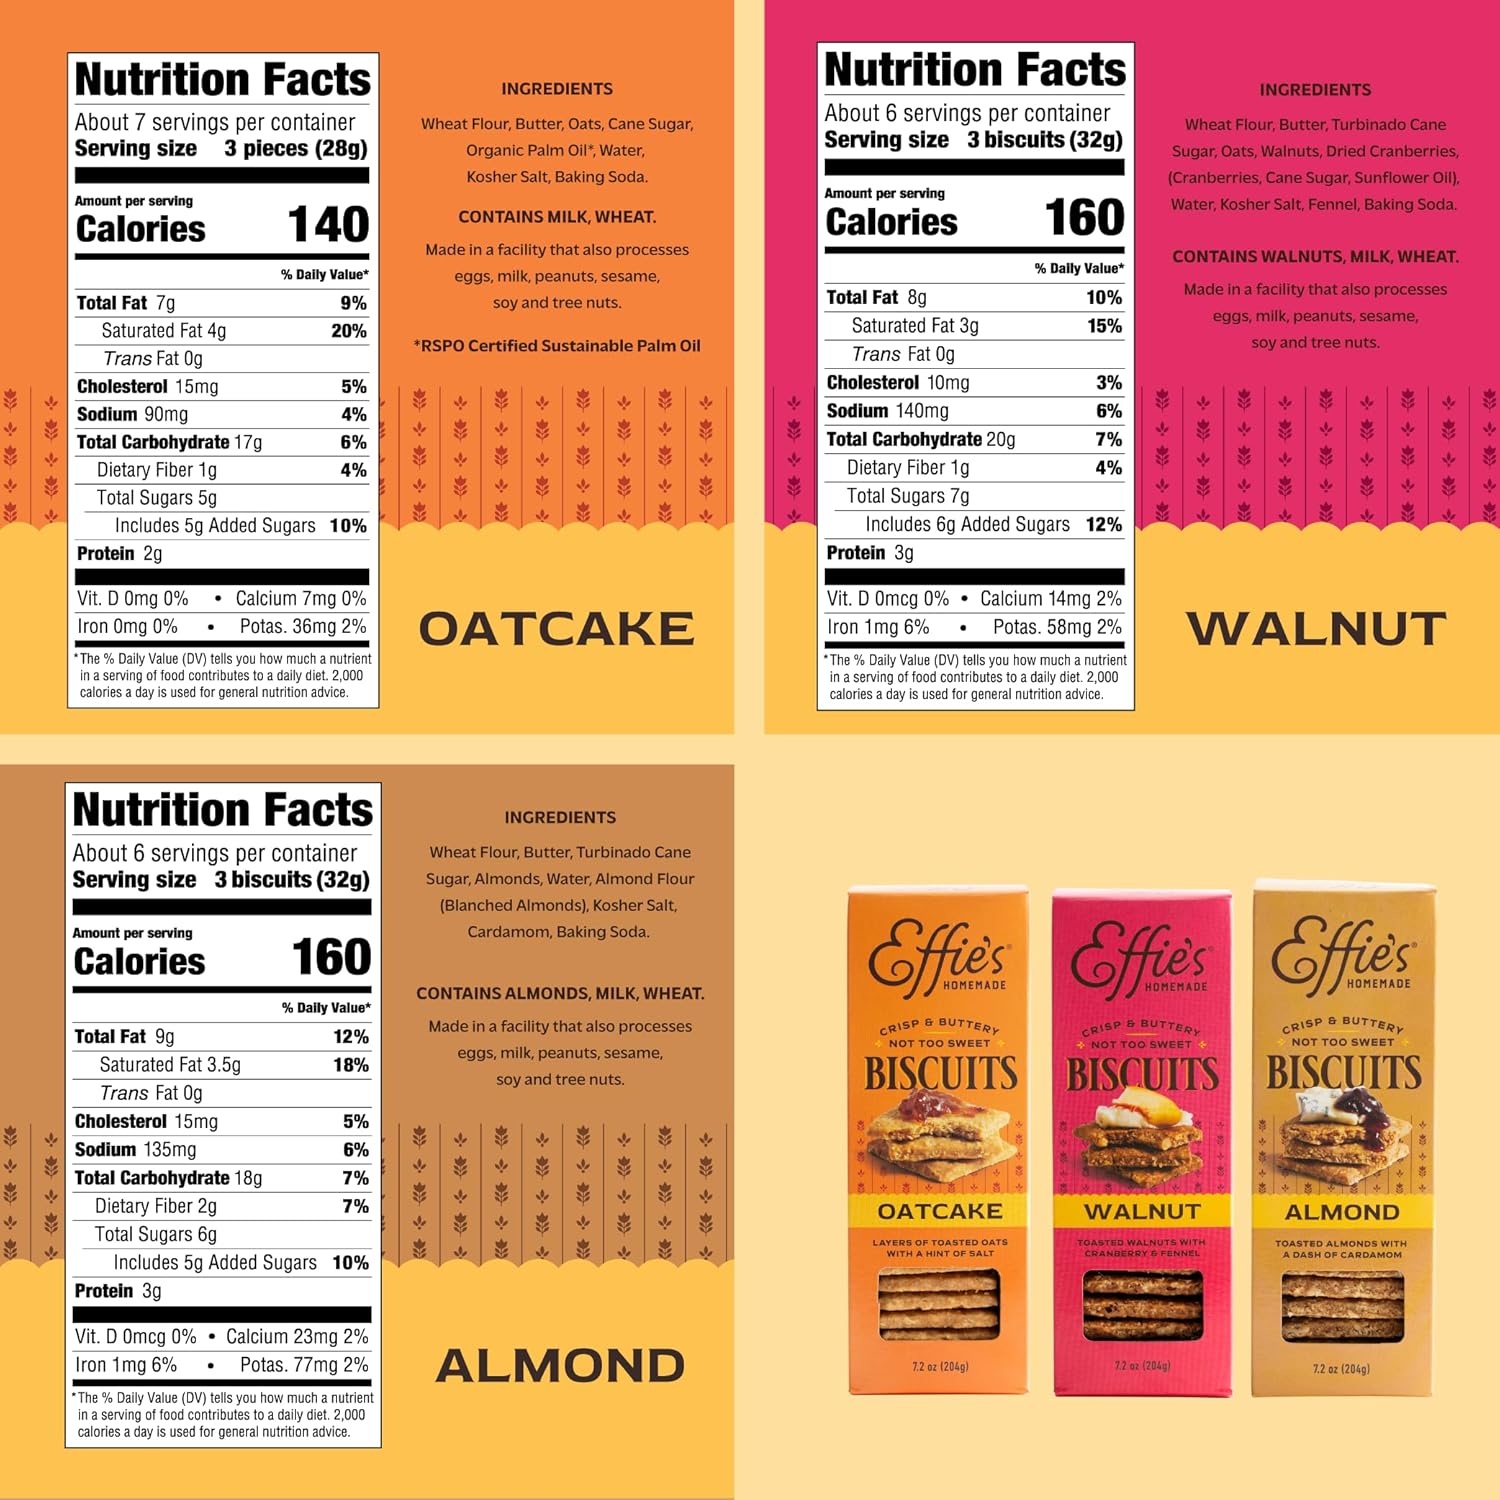 Nutrition Facts
About 7 servings per container
Serving size 3 pieces (28g)
Amount per serving
Calories 140
% Daily Value*
Total Fat 7g 9%
Saturated Fat 4g 20%
Trans Fat 0g
Cholesterol 15mg 5%
Sodium 90mg 4%
Total Carbohydrate 17g 6%
Dietary Fiber 1g 4%
Total Sugars 5g
Includes 5g Added Sugars 10%
Protein 2g
Vit. D 0mg 0% • Calcium 7mg 0%
Iron 0mg 0% • Potas. 36mg 2%
*The % Daily Value (DV) tells you how much a nutrient
in a serving of food contributes to a daily diet. 2,000
calories a day is used for general nutrition advice.
INGREDIENTS
Wheat Flour, Butter, Oats, Cane Sugar,
Organic Palm Oil*, Water,
Kosher Salt, Baking Soda.
CONTAINS MILK, WHEAT.
Made in a facility that also processes
eggs, milk, peanuts, sesame,
soy and tree nuts.
*RSPO Certified Sustainable Palm Oil
OATCAKE
Nutrition Facts
About 6 servings per container
Serving size 3 biscuits (32g)
Amount per serving
Calories 160
% Daily Value*
Total Fat 8g 10%
Saturated Fat 3g 15%
Trans Fat 0g
Cholesterol 10mg 3%
Sodium 140mg 6%
Total Carbohydrate 20g 7%
Dietary Fiber 1g 4%
Total Sugars 7g
Includes 6g Added Sugars 12%
Protein 3g
Vit. D 0mcg 0% • Calcium 14mg 2%
Iron 1mg 6% • Potas. 58mg 2%
*The % Daily Value (DV) tells you how much a nutrient
in a serving of food contributes to a daily diet. 2,000
calories a day is used for general nutrition advice.
INGREDIENTS
Wheat Flour, Butter, Turbinado Cane
Sugar, Oats, Walnuts, Dried Cranberries,
(Cranberries, Cane Sugar, Sunflower Oil),
Water, Kosher Salt, Fennel, Baking Soda.
CONTAINS WALNUTS, MILK, WHEAT.
Made in a facility that also processes
eggs, milk, peanuts, sesame,
soy and tree nuts.
WALNUT
Nutrition Facts
About 6 servings per container
Serving size 3 biscuits (32g)
Amount per serving
Calories 160
% Daily Value*
Total Fat 9g 12%
Saturated Fat 3.5g 18%
Trans Fat 0g
Cholesterol 15mg 5%
Sodium 135mg 6%
Total Carbohydrate 18g 7%
Dietary Fiber 2g 7%
Total Sugars 6g
Includes 5g Added Sugars 10%
Protein 3g
Vit. D 0mcg 0% • Calcium 23mg 2%
Iron 1mg 6% • Potas. 77mg 2%
*The % Daily Value (DV) tells you how much a nutrient
in a serving of food contributes to a daily diet. 2,000
calories a day is used for general nutrition advice.
INGREDIENTS
Wheat Flour, Butter, Turbinado Cane
Sugar, Almonds, Water, Almond Flour
(Blanched Almonds), Kosher Salt,
Cardamom, Baking Soda.
CONTAINS ALMONDS, MILK, WHEAT.
Made in a facility that also processes
eggs, milk, peanuts, sesame,
soy and tree nuts.
ALMOND
Effie's®
HOMEMADE
CRISP & BUTTERY
NOT TOO SWEET
BISCUITS
OATCAKE
LAYERS OF TOASTED OATS
WITH A HINT OF SALT
7.2 oz (204g)
Effie's®
HOMEMADE
CRISP & BUTTERY
NOT TOO SWEET
BISCUITS
WALNUT
TOASTED WALNUTS WITH
CRANBERRY & FENNEL
7.2 oz (204g)
Effie's®
HOMEMADE
CRISP & BUTTERY
NOT TOO SWEET
BISCUITS
ALMOND
TOASTED ALMONDS WITH
A DASH OF CARDAMOM
7.2 oz (204g)